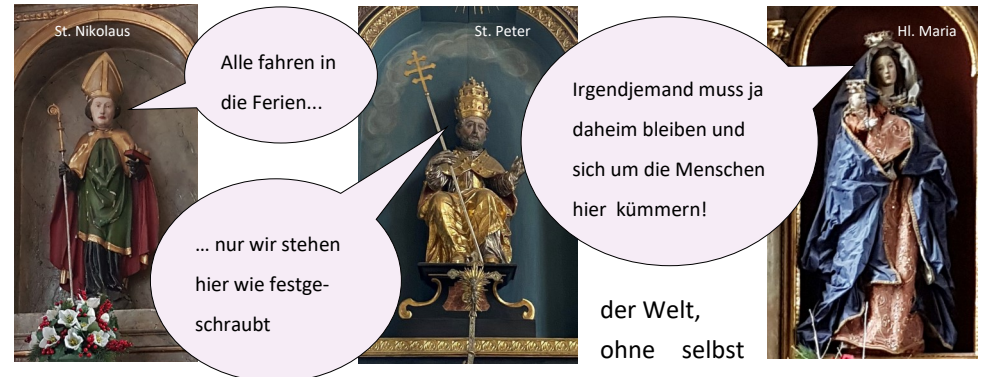 St. Nikolaus
Alle fahren in
die Ferien...
St. Peter
... nur wir stehen
hier wie festge-
schraubt
Hl. Maria
Irgendjemand muss ja
daheim bleiben und
sich um die Menschen
hier kümmern!
der Welt,
ohne selbst